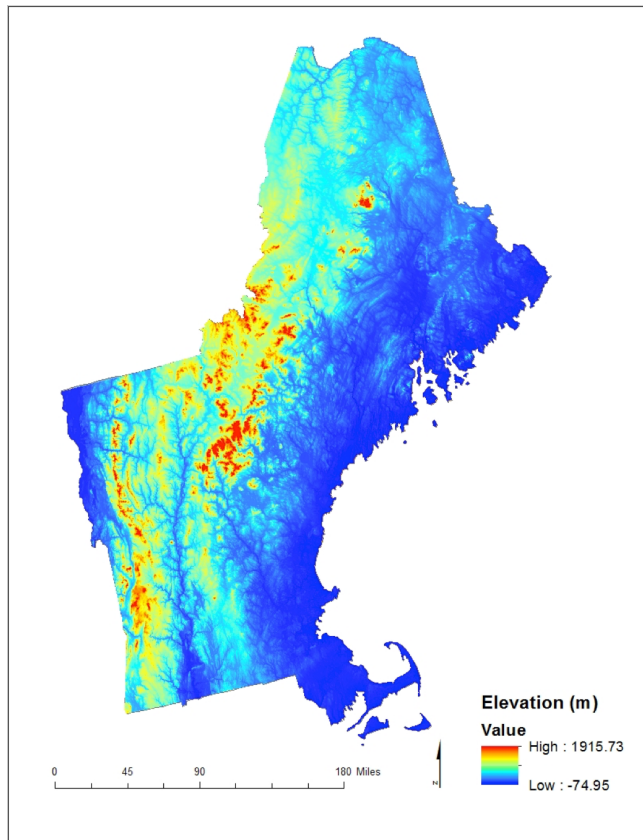 Elevation (m)
Value
High : 1915.73
Low : -74.95
0 45 90 180 Miles
N